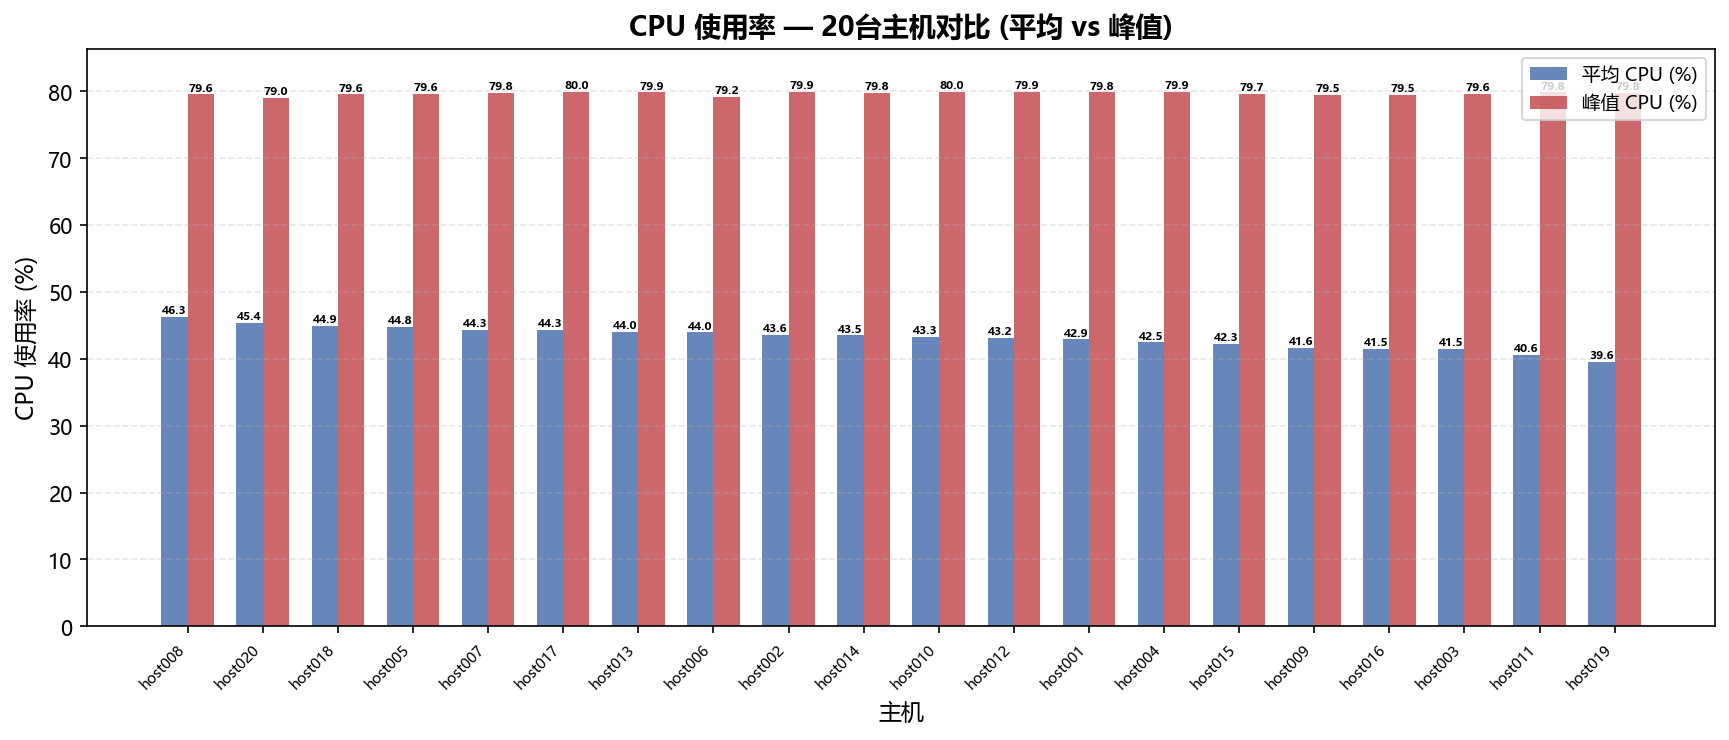 CPU 使用率 — 20台主机对比 (平均 vs 峰值)
平均 CPU (%)
峰值 CPU (%)
CPU 使用率 (%)
80
70
60
50
40
30
20
10
0
79.6 79.0 79.6 79.6 79.8 80.0 79.9 79.2 79.9 79.8 80.0 79.9 79.8 79.9 79.7 79.5 79.5 79.6 79.8 79.8
46.3 45.4 44.9 44.8 44.3 44.3 44.0 44.0 43.6 43.5 43.3 43.2 42.9 42.5 42.3 41.6 41.5 41.5 40.6 39.6
host008 host020 host018 host005 host007 host017 host013 host006 host002 host014 host010 host012 host001 host004 host015 host009 host016 host003 host011 host019
主机